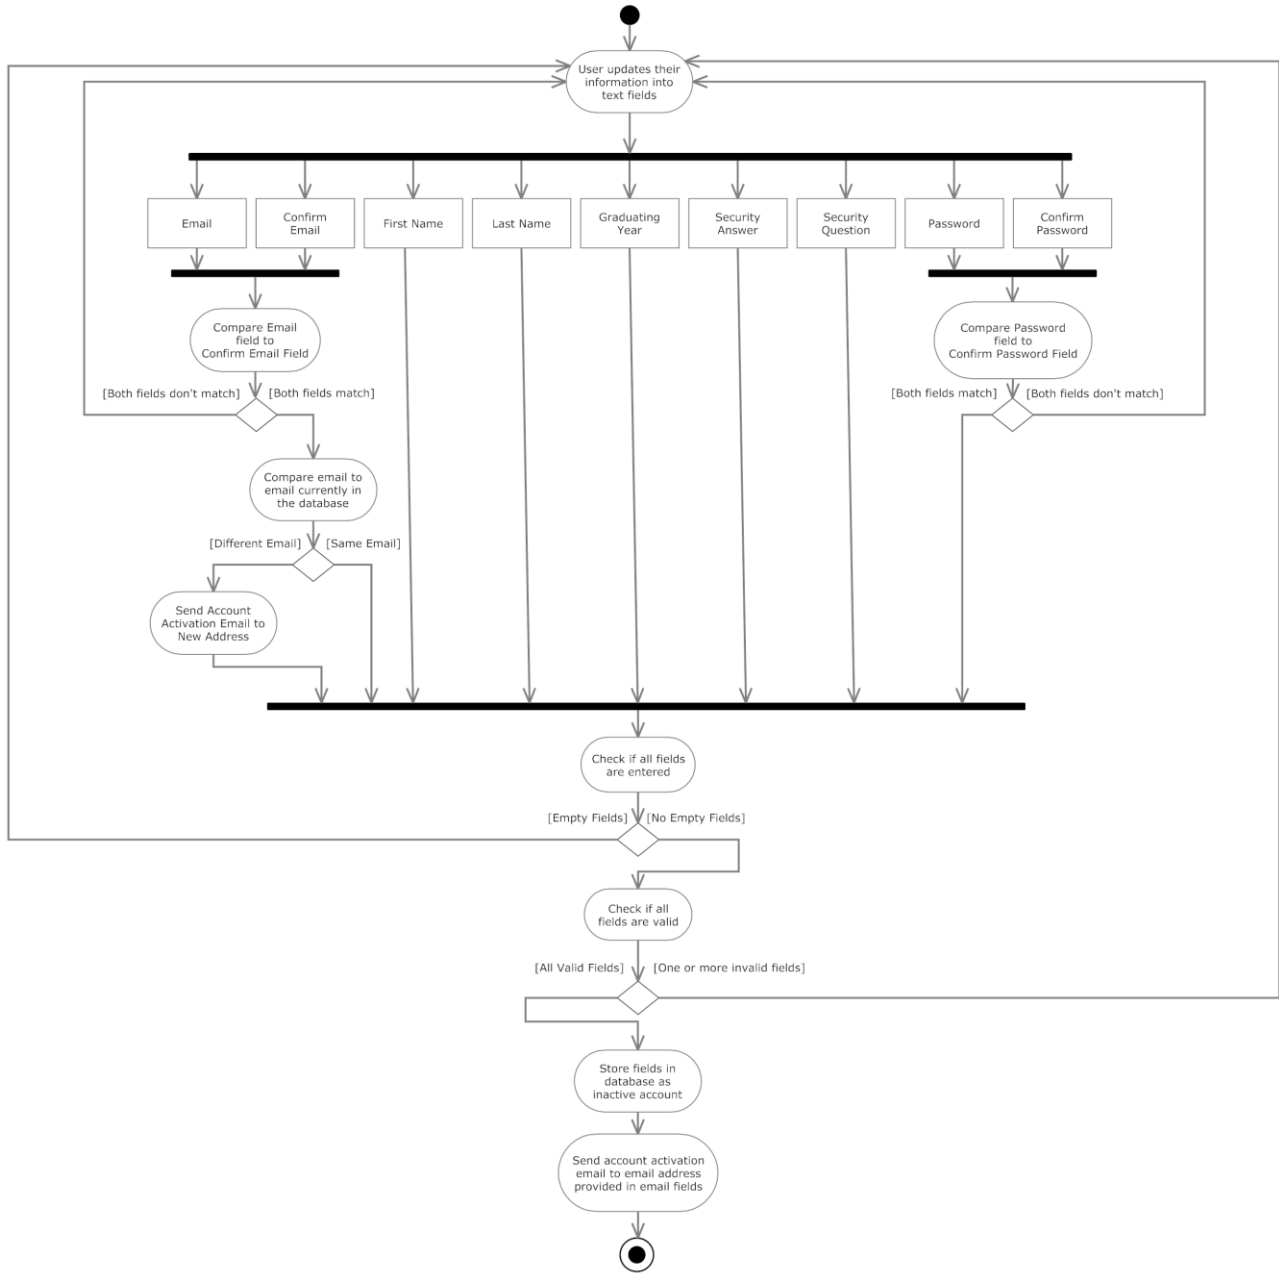 User updates their
information into
text fields
Email
Confirm
Email
First Name
Last Name
Graduating
Year
Security
Answer
Security
Question
Password
Confirm
Password
Compare Email
field to
Confirm Email Field
Compare Password
field to
Confirm Password Field
[Both fields don't match]
[Both fields match]
[Both fields match]
[Both fields don't match]
Compare email to
email currently in
the database
[Different Email]
[Same Email]
Send Account
Activation Email to
New Address
Check if all fields
are entered
[Empty Fields]
[No Empty Fields]
Check if all
fields are valid
[All Valid Fields]
[One or more invalid fields]
Store fields in
database as
inactive account
Send account activation
email to email address
provided in email fields